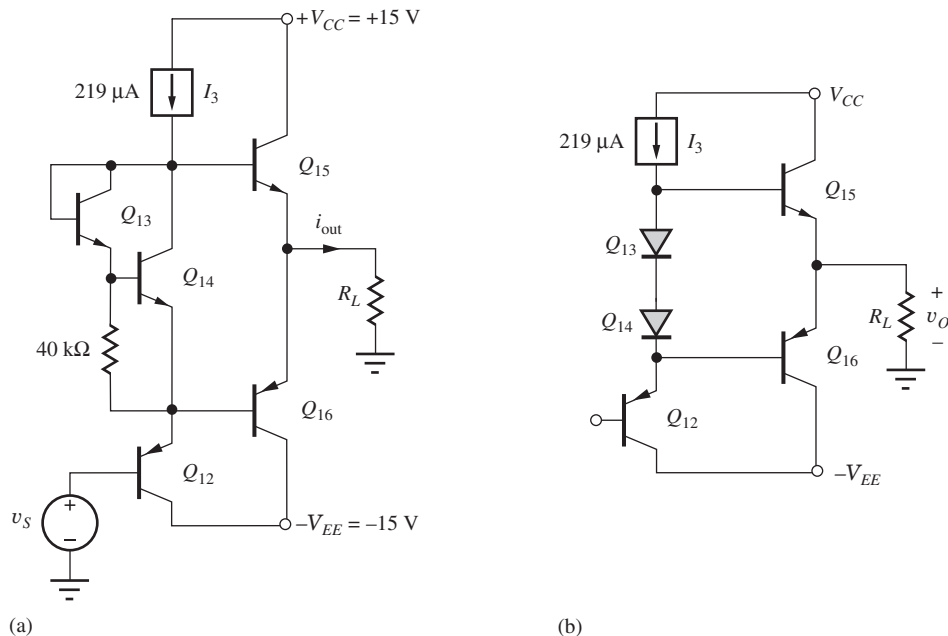 +V_CC = +15 V
219 μA
I_3
Q_15
Q_13
i_out
Q_14
R_L
40 kΩ
Q_16
Q_12
v_S
+
–
–V_EE = –15 V
(a)
V_CC
219 μA
I_3
Q_15
Q_13
Q_14
R_L
+
v_O
–
Q_16
Q_12
–V_EE
(b)